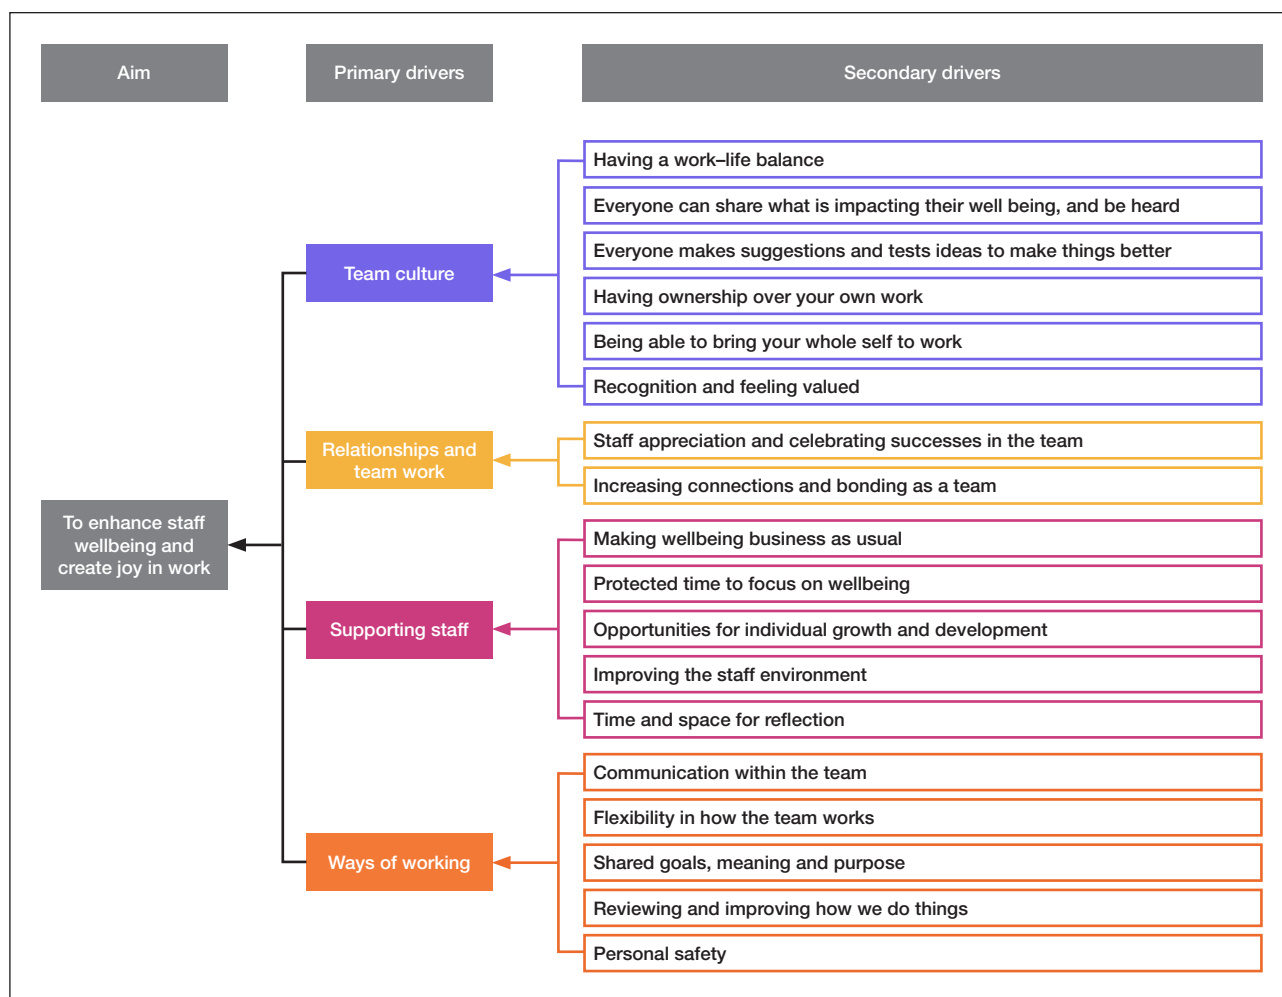 Aim
Primary drivers
Secondary drivers
To enhance staff
wellbeing and
create joy in work
Team culture
Having a work–life balance
Everyone can share what is impacting their well being, and be heard
Everyone makes suggestions and tests ideas to make things better
Having ownership over your own work
Being able to bring your whole self to work
Recognition and feeling valued
Relationships and
team work
Staff appreciation and celebrating successes in the team
Increasing connections and bonding as a team
Supporting staff
Making wellbeing business as usual
Protected time to focus on wellbeing
Opportunities for individual growth and development
Improving the staff environment
Time and space for reflection
Ways of working
Communication within the team
Flexibility in how the team works
Shared goals, meaning and purpose
Reviewing and improving how we do things
Personal safety